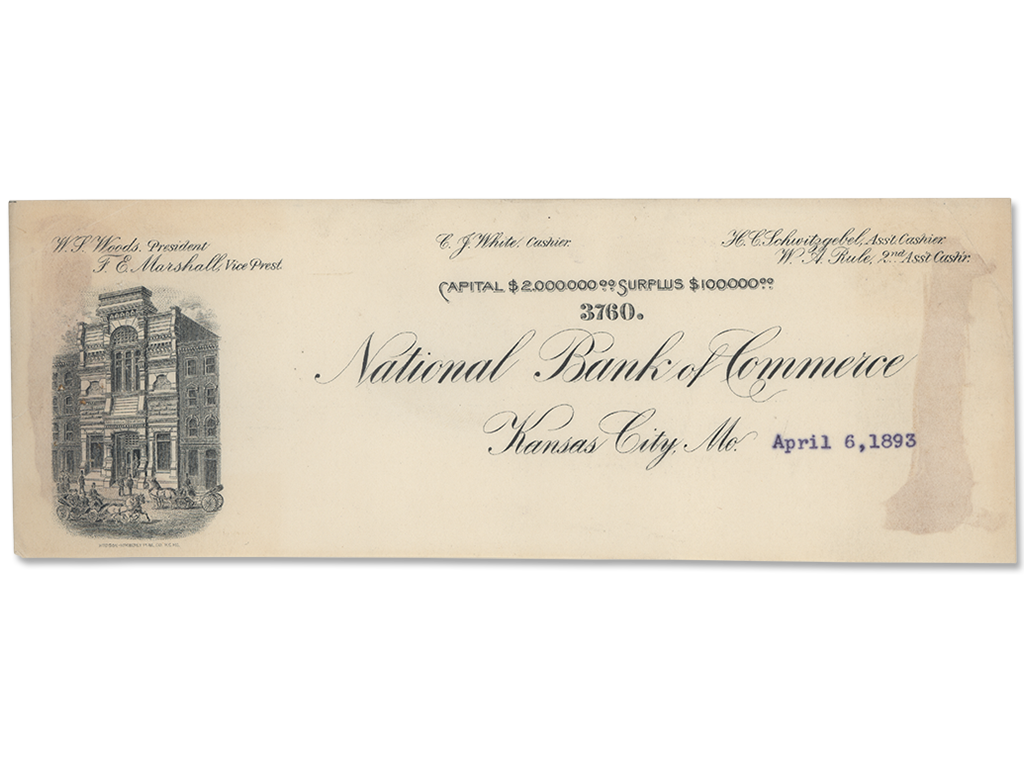 W. S. Woods, President
F. E. Marshall, Vice Prest.
C. J. White, Cashier.
H. C. Schwitzgebel, Asst. Cashier.
W. A. Rule, 2nd Asst. Cashr.
CAPITAL $2.000.000.00 SURPLUS $100.000.00
3760.
National Bank of Commerce
Kansas City, Mo. April 6,1893